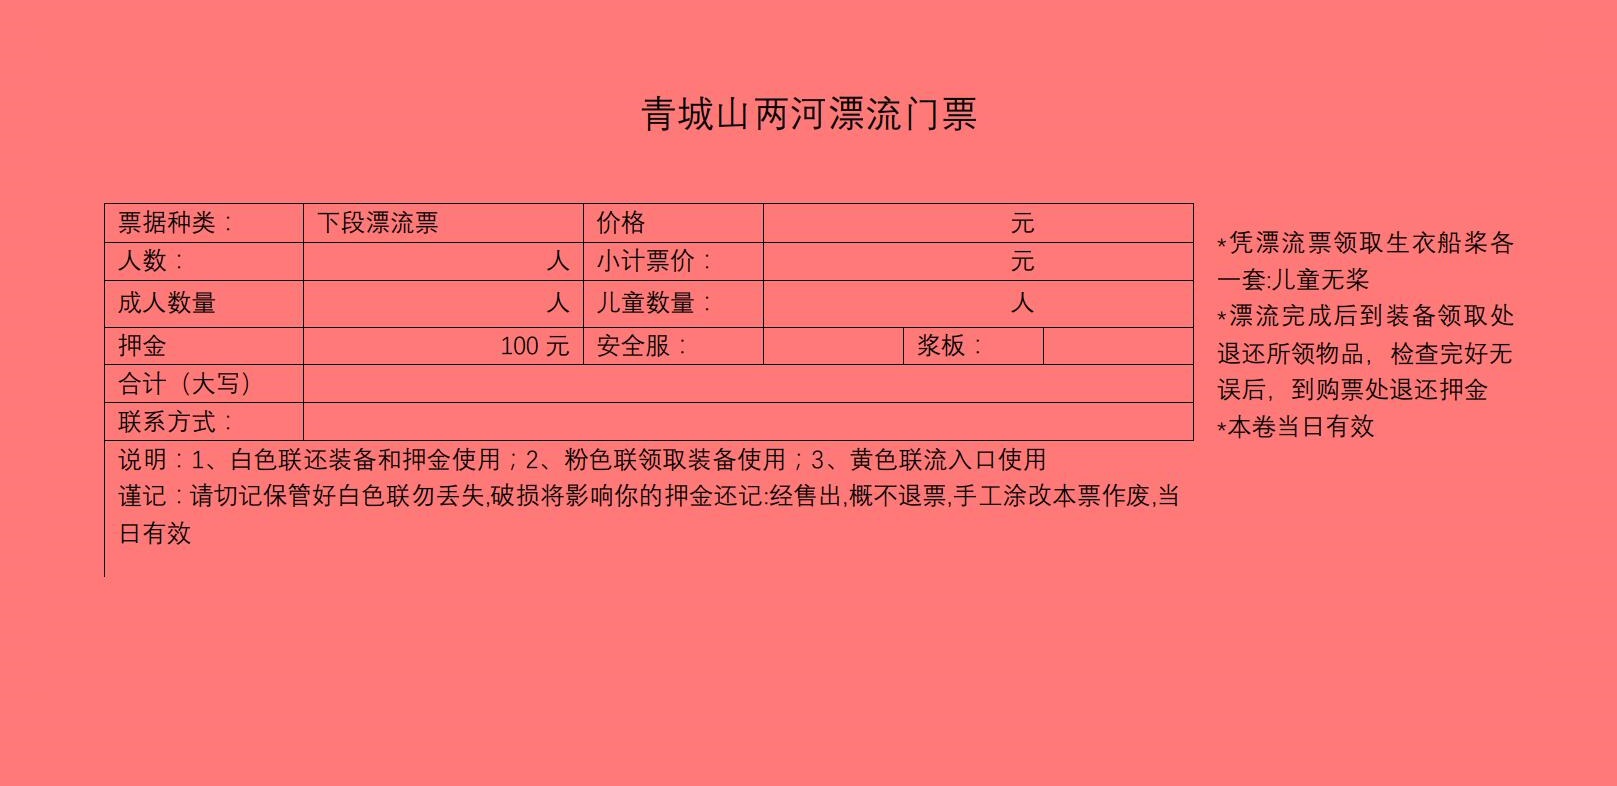 青城山两河漂流门票
票据种类： 下段漂流票 价格 元
人数： 人 小计票价： 元
成人数量 人 儿童数量： 人
押金 100 元 安全服： 浆板：
合计（大写）
联系方式：
说明：1、白色联还装备和押金使用；2、粉色联领取装备使用；3、黄色联流入口使用
谨记：请切记保管好白色联勿丢失,破损将影响你的押金还记:经售出,概不退票,手工涂改本票作废,当
日有效
*凭漂流票领取生衣船桨各
一套:儿童无桨
*漂流完成后到装备领取处
退还所领物品，检查完好无
误后，到购票处退还押金
*本卷当日有效